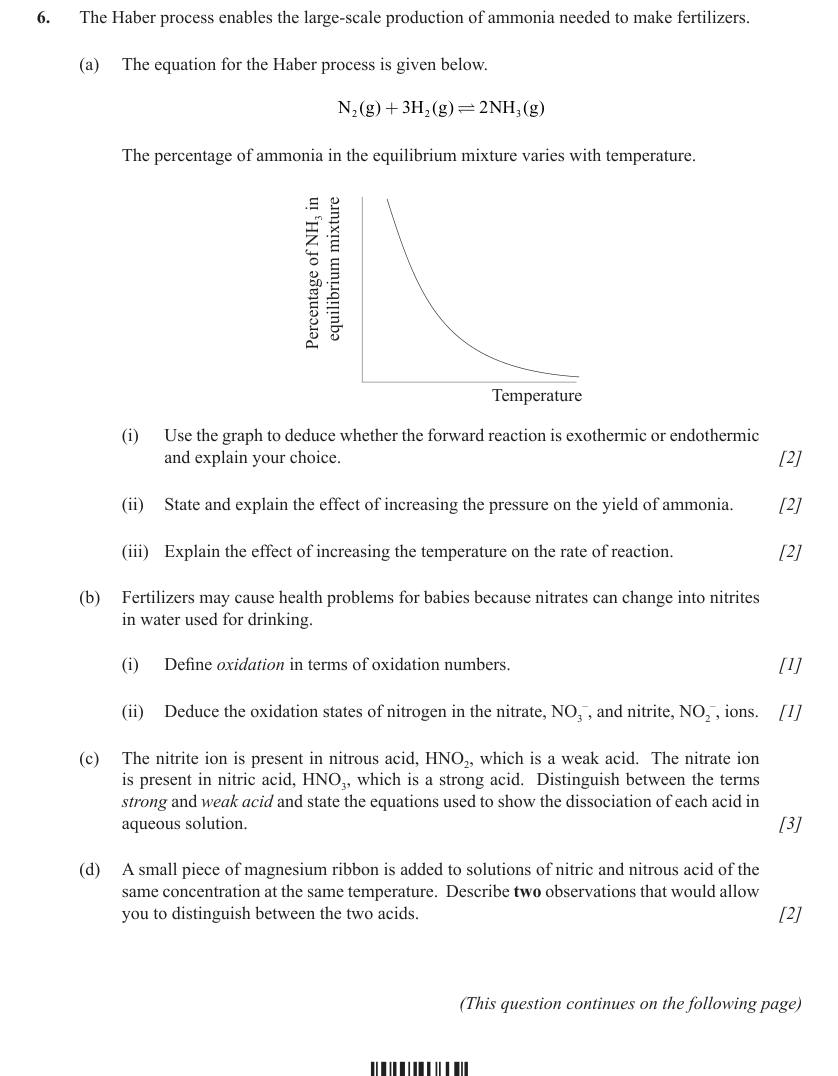 6. The Haber process enables the large-scale production of ammonia needed to make fertilizers.
(a) The equation for the Haber process is given below.
N₂(g) + 3H₂(g) ⇌ 2NH₃(g)
The percentage of ammonia in the equilibrium mixture varies with temperature.
Percentage of NH₃ in
equilibrium mixture
Temperature
(i) Use the graph to deduce whether the forward reaction is exothermic or endothermic
and explain your choice. [2]
(ii) State and explain the effect of increasing the pressure on the yield of ammonia. [2]
(iii) Explain the effect of increasing the temperature on the rate of reaction. [2]
(b) Fertilizers may cause health problems for babies because nitrates can change into nitrites
in water used for drinking.
(i) Define oxidation in terms of oxidation numbers. [1]
(ii) Deduce the oxidation states of nitrogen in the nitrate, NO₃⁻, and nitrite, NO₂⁻, ions. [1]
(c) The nitrite ion is present in nitrous acid, HNO₂, which is a weak acid. The nitrate ion
is present in nitric acid, HNO₃, which is a strong acid. Distinguish between the terms
strong and weak acid and state the equations used to show the dissociation of each acid in
aqueous solution. [3]
(d) A small piece of magnesium ribbon is added to solutions of nitric and nitrous acid of the
same concentration at the same temperature. Describe two observations that would allow
you to distinguish between the two acids. [2]
(This question continues on the following page)